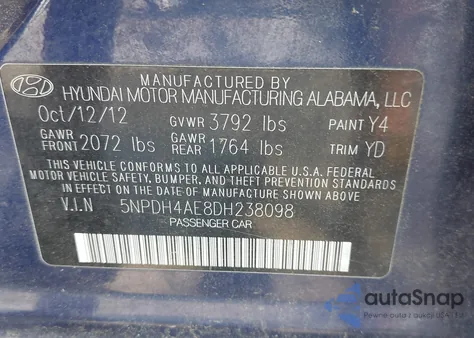 MANUFACTURED BY
HYUNDAI MOTOR MANUFACTURING ALABAMA, LLC
Oct/12/12 GVWR 3792 lbs PAINT Y4
GAWR FRONT 2072 lbs GAWR REAR 1764 lbs TRIM YD
THIS VEHICLE CONFORMS TO ALL APPLICABLE U.S.A. FEDERAL
MOTOR VEHICLE SAFETY, BUMPER, AND THEFT PREVENTION STANDARDS
IN EFFECT ON THE DATE OF MANUFACTURE SHOWN ABOVE
V.I.N 5NPDH4AE8DH238098
PASSENGER CAR
autoSnap